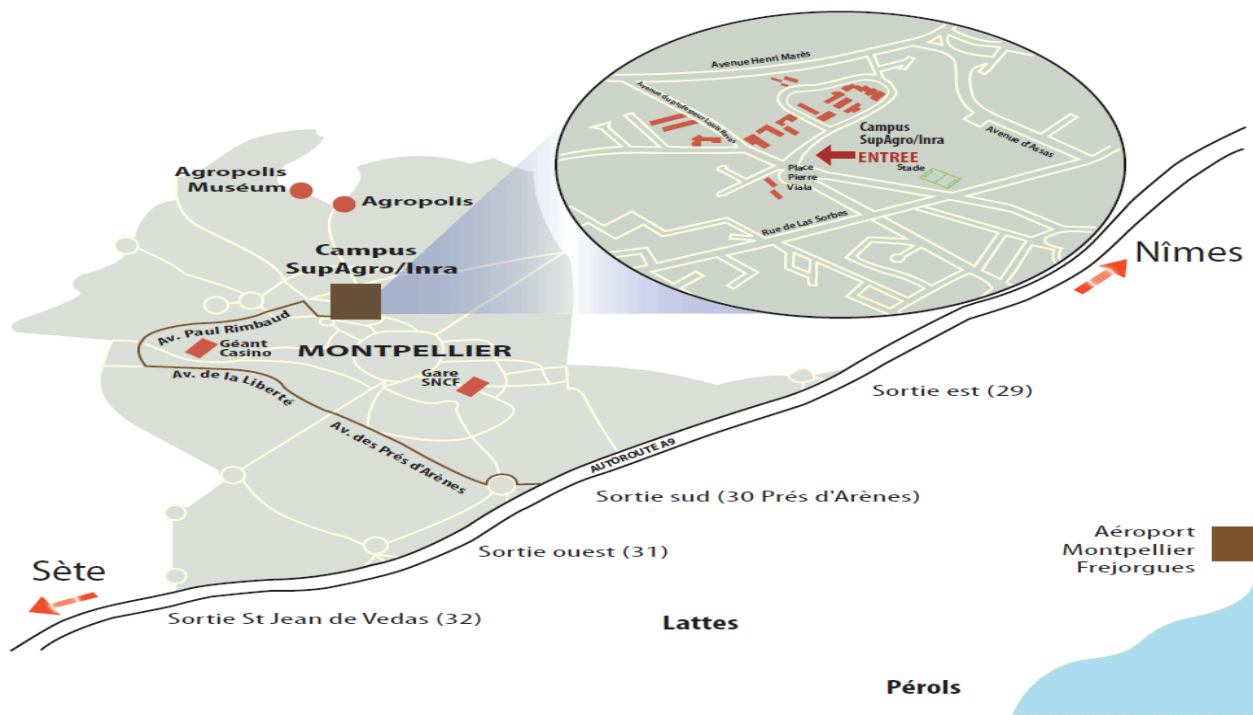 Avenue Henri Marès
Avenue du professeur Louis Ravas
Campus
SupAgro/Inra
ENTREE
Avenue d'Assas
Stade
Place
Pierre
Viala
Rue de Las Sorbes
Agropolis
Muséum
Agropolis
Campus
SupAgro/Inra
Nîmes
Av. Paul Rimbaud
Géant
Casino
MONTPELLIER
Gare
SNCF
Av. de la Liberté
Av. des Prés d'Arènes
AUTOROUTE A9
Sortie est (29)
Sortie sud (30 Prés d'Arènes)
Sortie ouest (31)
Aéroport
Montpellier
Frejorgues
Sète
Sortie St Jean de Vedas (32)
Lattes
Pérols